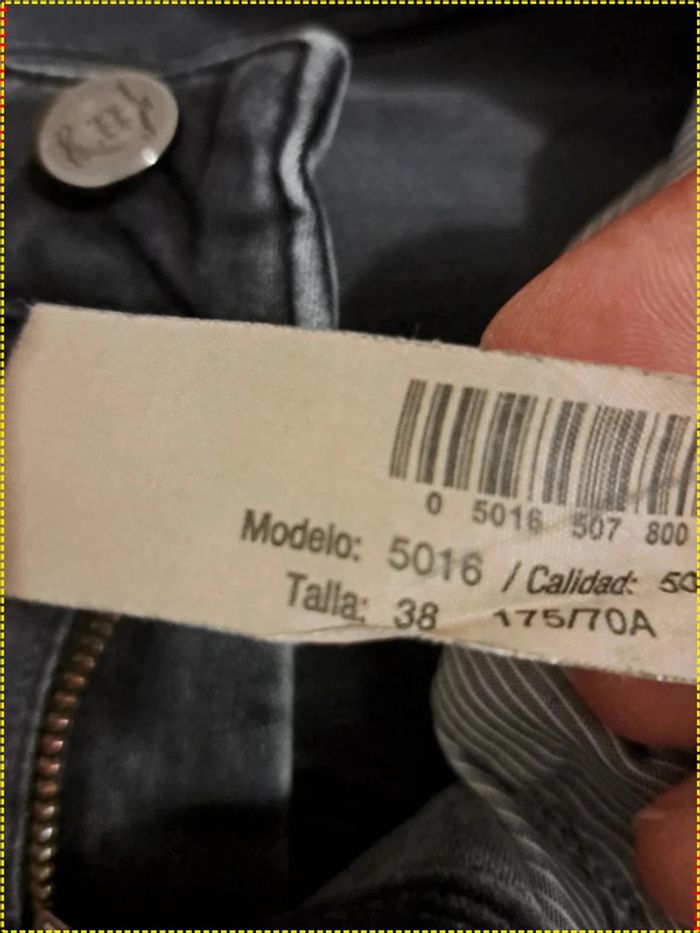 0 5016 507 800
Modelo: 5016 / Calidad:
Talla: 38 175/70A